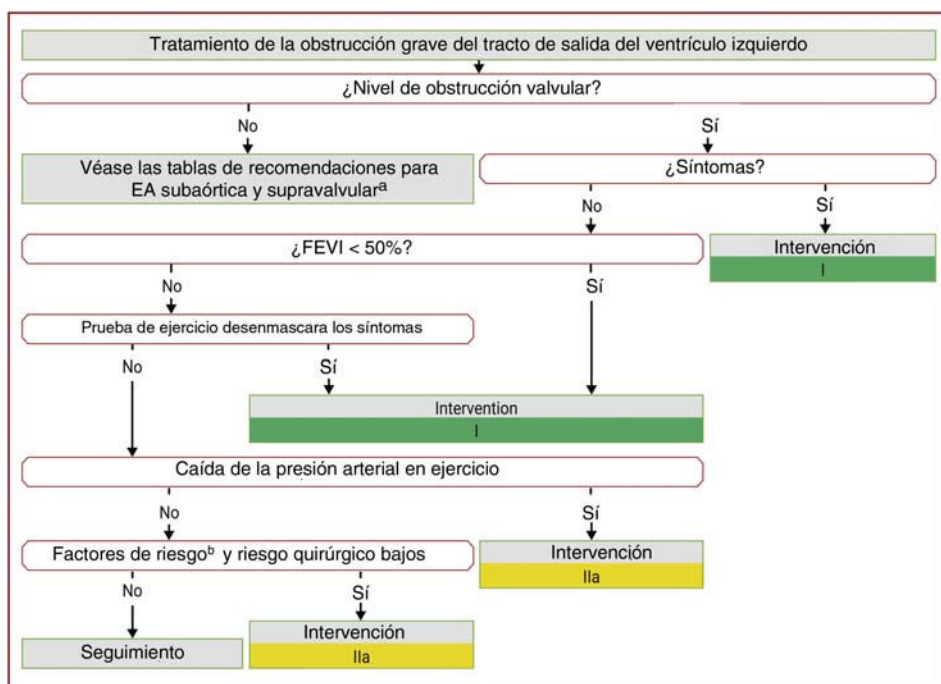 Tratamiento de la obstrucción grave del tracto de salida del ventrículo izquierdo
¿Nivel de obstrucción valvular?
No
Sí
Véase las tablas de recomendaciones para
EA subaórtica y supravalvularª
¿Síntomas?
No
Sí
¿FEVI < 50%?
Intervención
I
No
Sí
Prueba de ejercicio desenmascara los síntomas
No
Sí
Intervention
I
Caída de la presión arterial en ejercicio
No
Sí
Factores de riesgoᵇ y riesgo quirúrgico bajos
Intervención
IIa
No
Sí
Seguimiento
Intervención
IIa